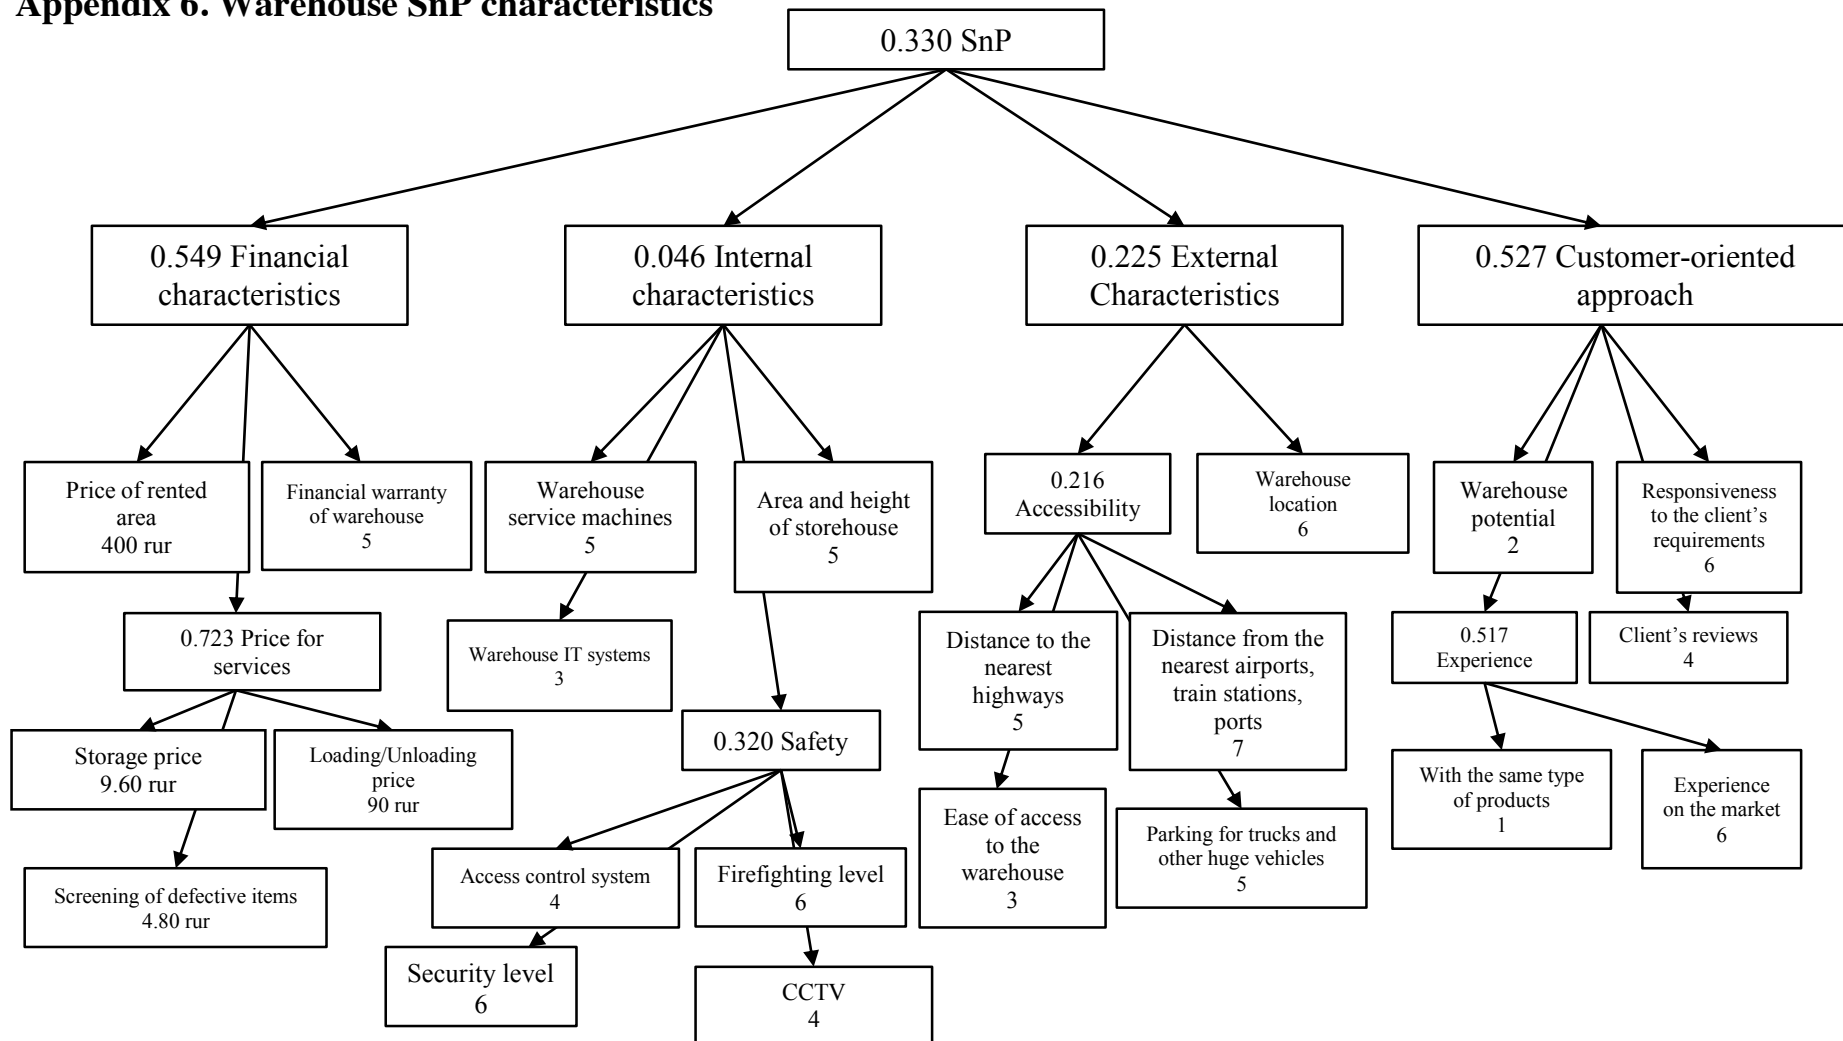 Appendix 6. Warehouse SnP characteristics
0.330 SnP
0.549 Financial
characteristics
0.046 Internal
characteristics
0.225 External
Characteristics
0.527 Customer-oriented
approach
Price of rented
area
400 rur
Financial warranty
of warehouse
5
Warehouse
service machines
5
Area and height
of storehouse
5
0.216
Accessibility
Warehouse
location
6
Warehouse
potential
2
Responsiveness
to the client’s
requirements
6
0.723 Price for
services
Warehouse IT systems
3
Distance to the
nearest
highways
5
Distance from the
nearest airports,
train stations,
ports
7
0.517
Experience
Client’s reviews
4
Storage price
9.60 rur
Loading/Unloading
price
90 rur
0.320 Safety
With the same type
of products
1
Experience
on the market
6
Screening of defective items
4.80 rur
Access control system
4
Firefighting level
6
Ease of access
to the
warehouse
3
Parking for trucks and
other huge vehicles
5
Security level
6
CCTV
4